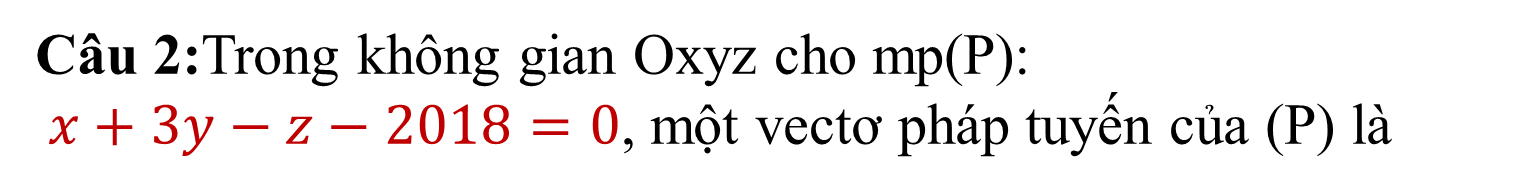 Câu 2:Trong không gian Oxyz cho mp(P):
x + 3y − z − 2018 = 0, một vectơ pháp tuyến của (P) là